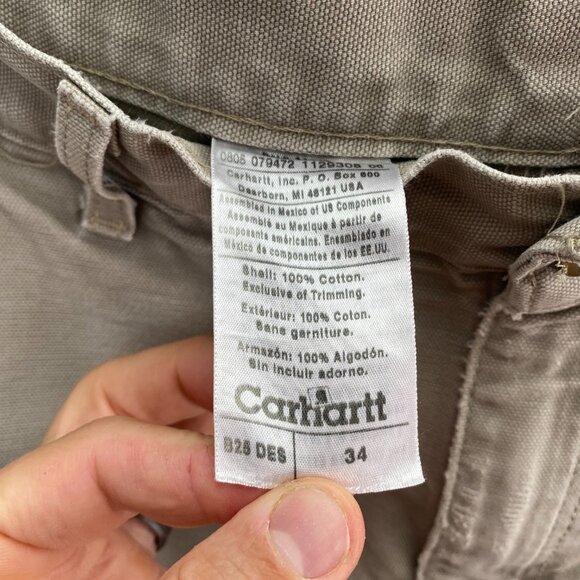 0808 079472 1129308
Carhartt, Inc. P. O. Box 600
Dearborn, MI 48121 USA
Assembled in Mexico of US Components
Assemblé au Mexique à partir de
composants américains. Ensamblado en
México de componentes de los EE.UU.
Shell: 100% Cotton.
Exclusive of Trimming.
Extérieur: 100% Coton.
Sans garniture.
Armazón: 100% Algodón.
Sin incluir adorno.
Carhartt
B25 DES 34